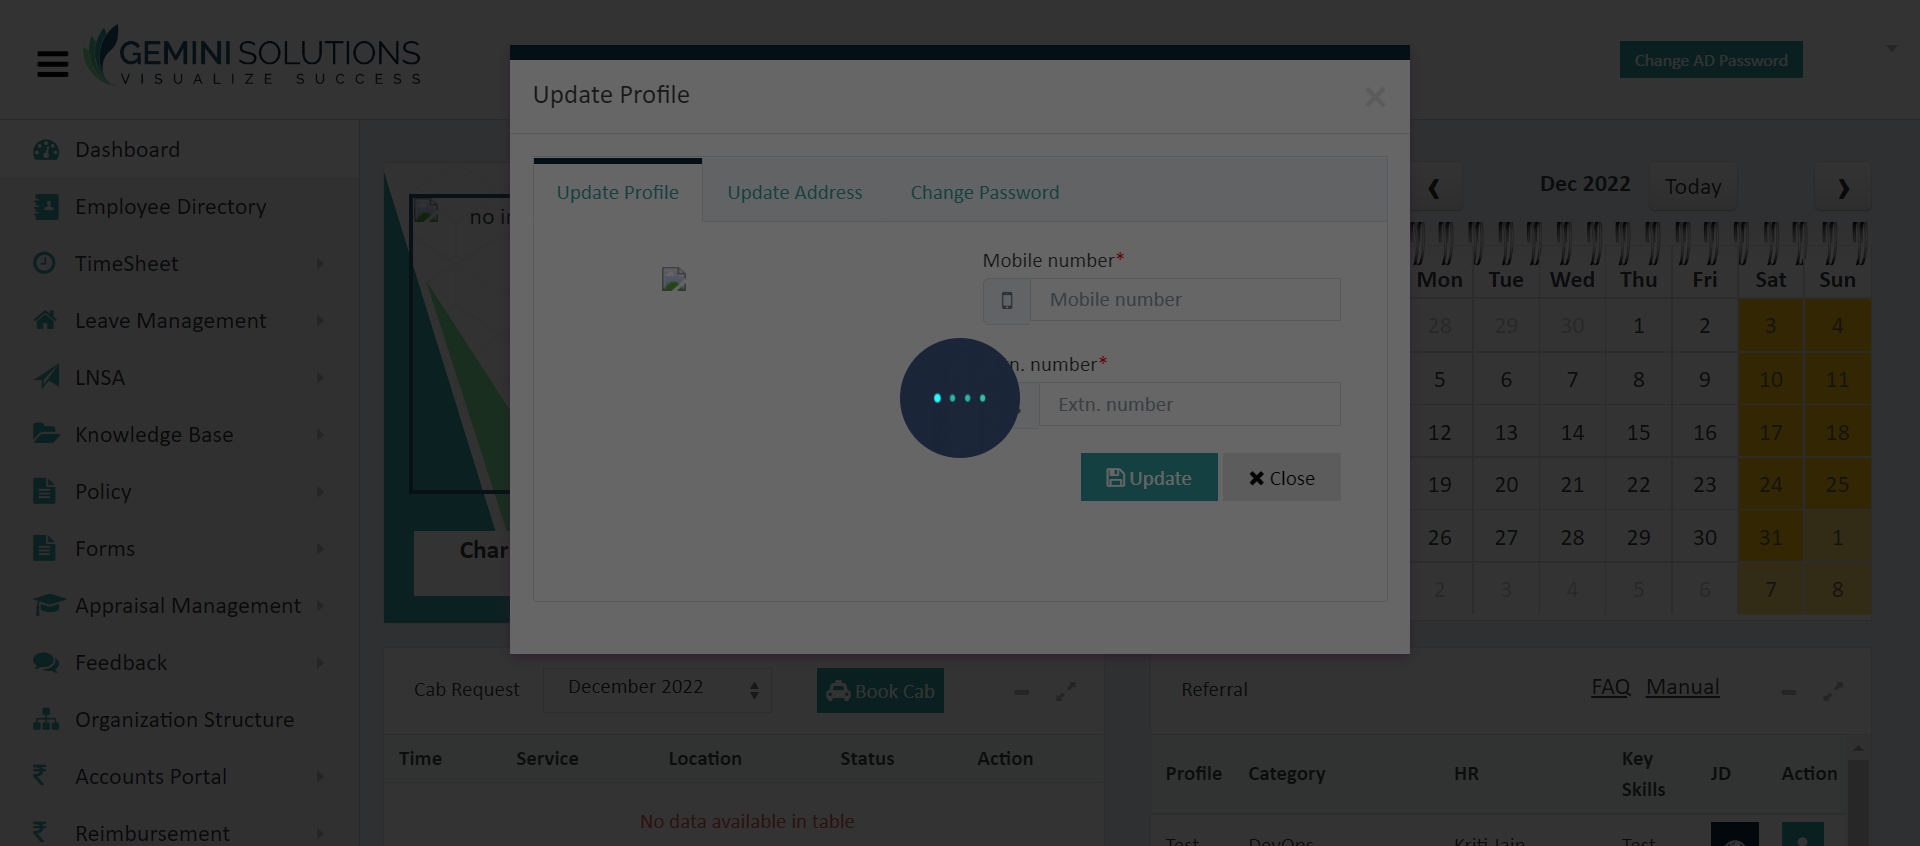 GEMINI SOLUTIONS
VISUALIZE SUCCESS
Change AD Password
Dashboard
Employee Directory
TimeSheet
Leave Management
LNSA
Knowledge Base
Policy
Forms
Appraisal Management
Feedback
Organization Structure
Accounts Portal
Reimbursement
no i
Char
Update Profile
×
Update Profile
Update Address
Change Password
Mobile number*
Mobile number
n. number*
Extn. number
Update
Close
Dec 2022
Today
Mon Tue Wed Thu Fri Sat Sun
28 29 30 1 2 3 4
5 6 7 8 9 10 11
12 13 14 15 16 17 18
19 20 21 22 23 24 25
26 27 28 29 30 31 1
2 3 4 5 6 7 8
Cab Request
December 2022
Book Cab
Time Service Location Status Action
No data available in table
Referral
FAQ Manual
Profile Category HR Key Skills JD Action
Test DevOps Kriti Jain Test